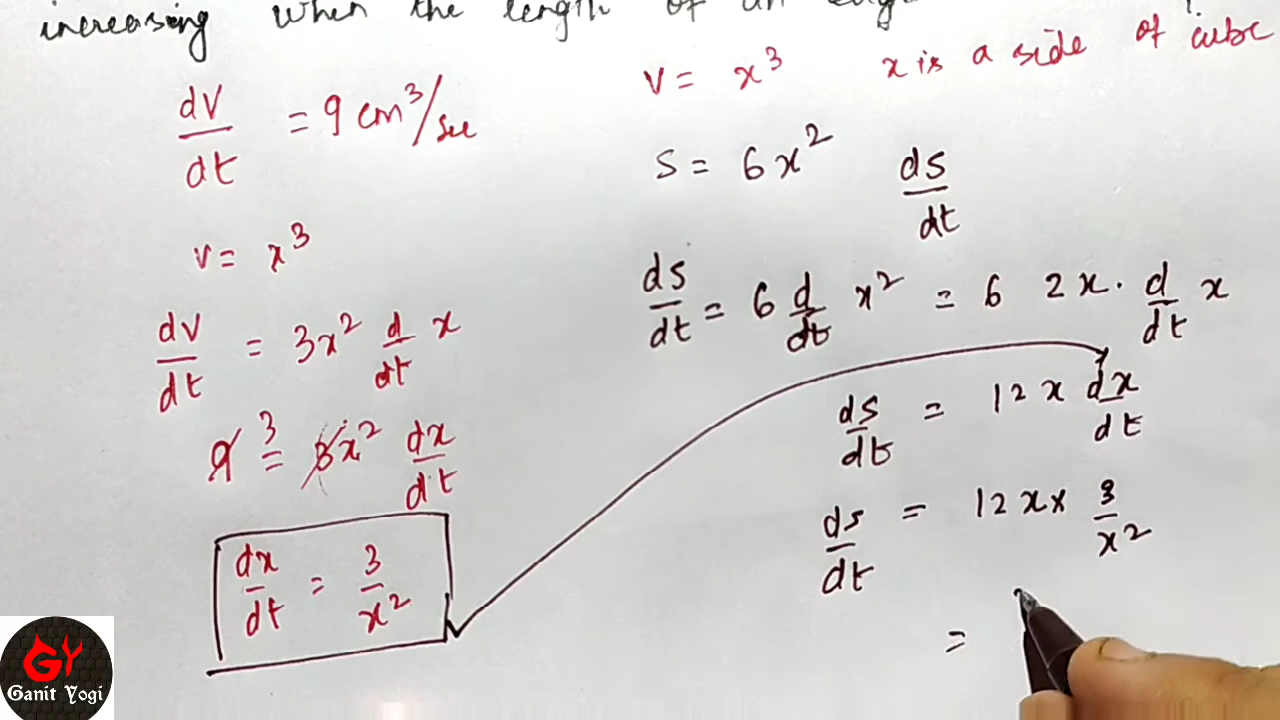 increasing when the length of an
dV/dt = 9 cm³/sec
V = x³
dV/dt = 3x² d/dt x
9 3 = 3x² dx/dt
dx/dt = 3/x²
V = x³ x is a side of cube
S = 6x² dS/dt
dS/dt = 6 d/dt x² = 6 2x · d/dt x
dS/dt = 12x dx/dt
dS/dt = 12x × 3/x²
=
GY
Ganit Yogi